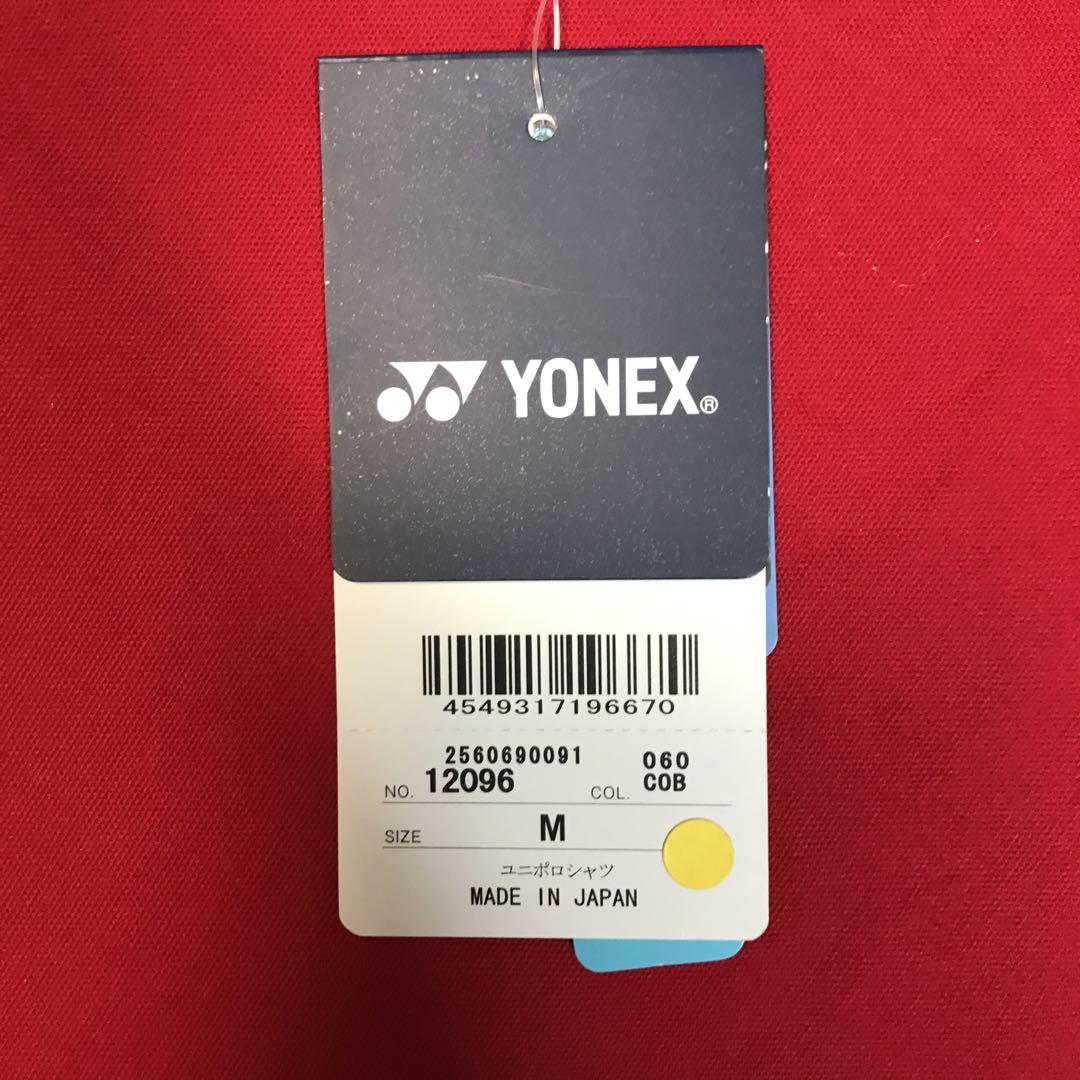 YONEX®
4549317196670
2560690091 060
NO. 12096 COL. COB
SIZE M
ユニポロシャツ
MADE IN JAPAN